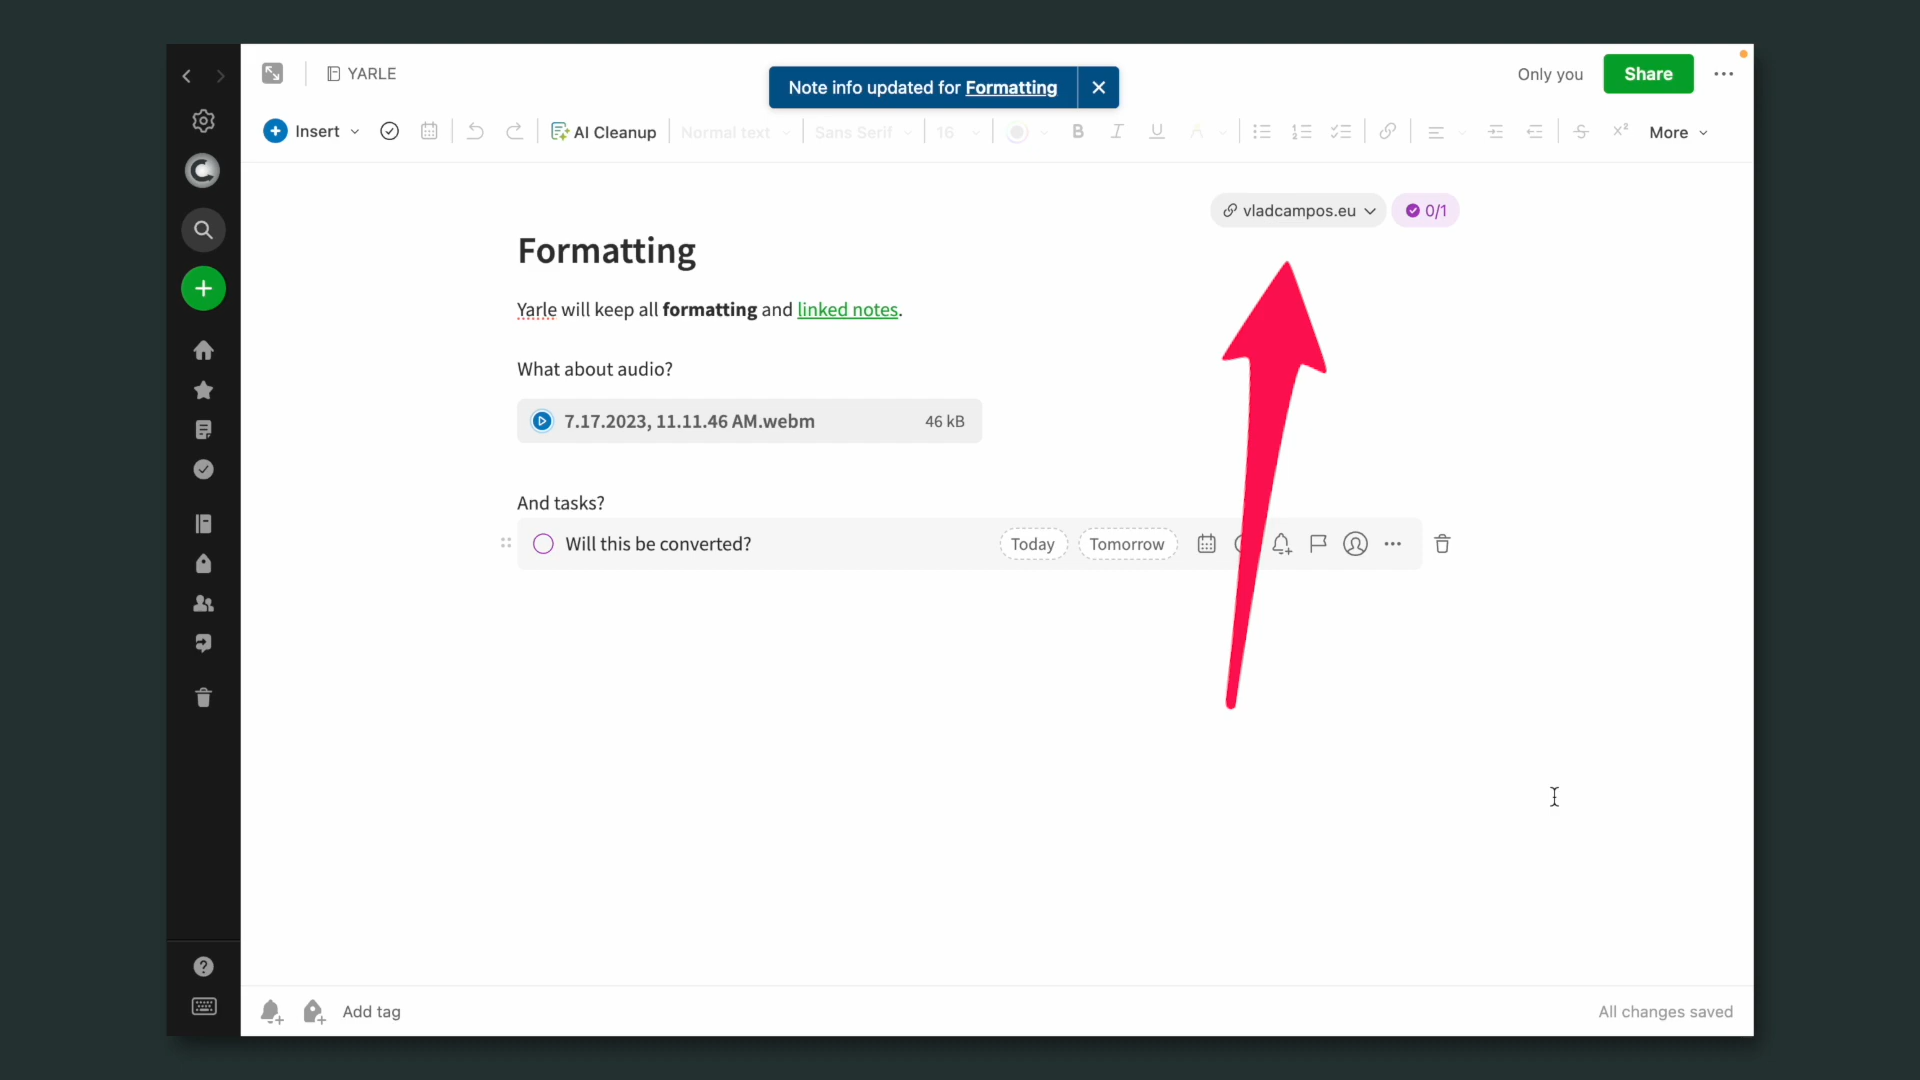 YARLE
Note info updated for Formatting
Only you
Share
Insert
AI Cleanup
Normal text
Sans Serif
16
B
I
U
A
S
X²
More
vladcampos.eu
0/1
Formatting
Yarle will keep all formatting and linked notes.
What about audio?
7.17.2023, 11.11.46 AM.webm
46 kB
And tasks?
Will this be converted?
Today
Tomorrow
Add tag
All changes saved